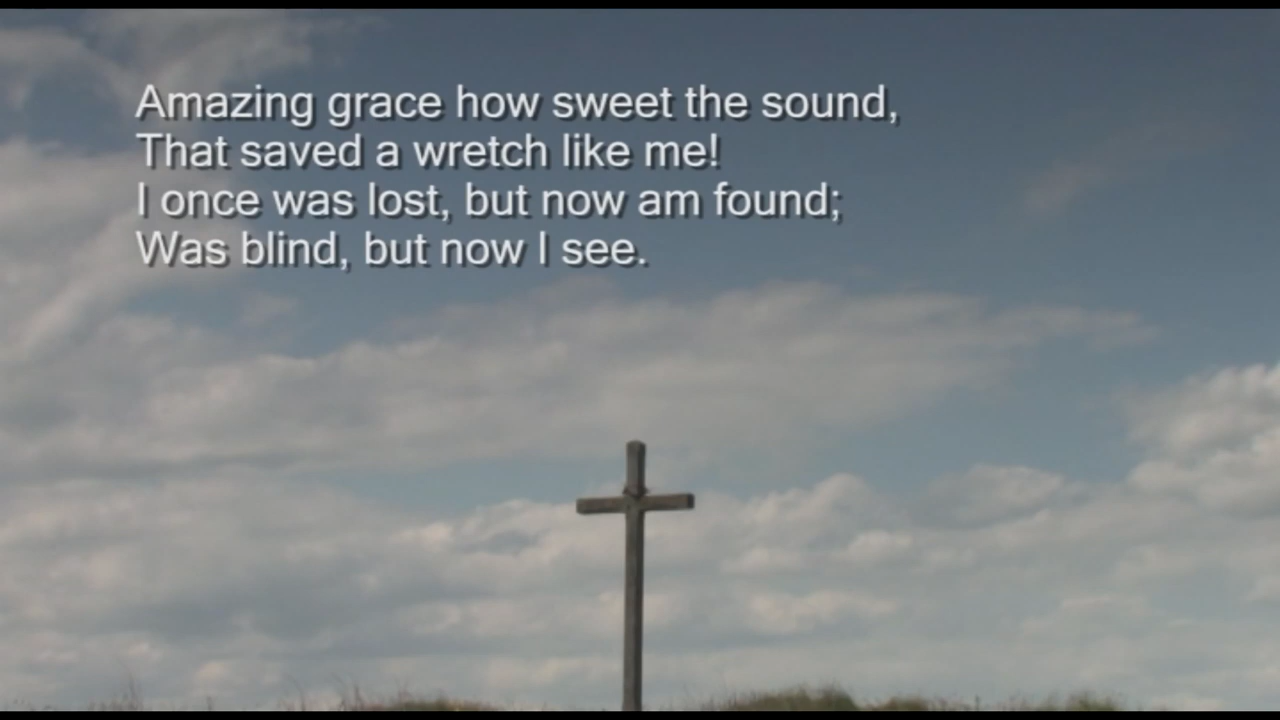 Amazing grace how sweet the sound,
That saved a wretch like me!
I once was lost, but now am found;
Was blind, but now I see.